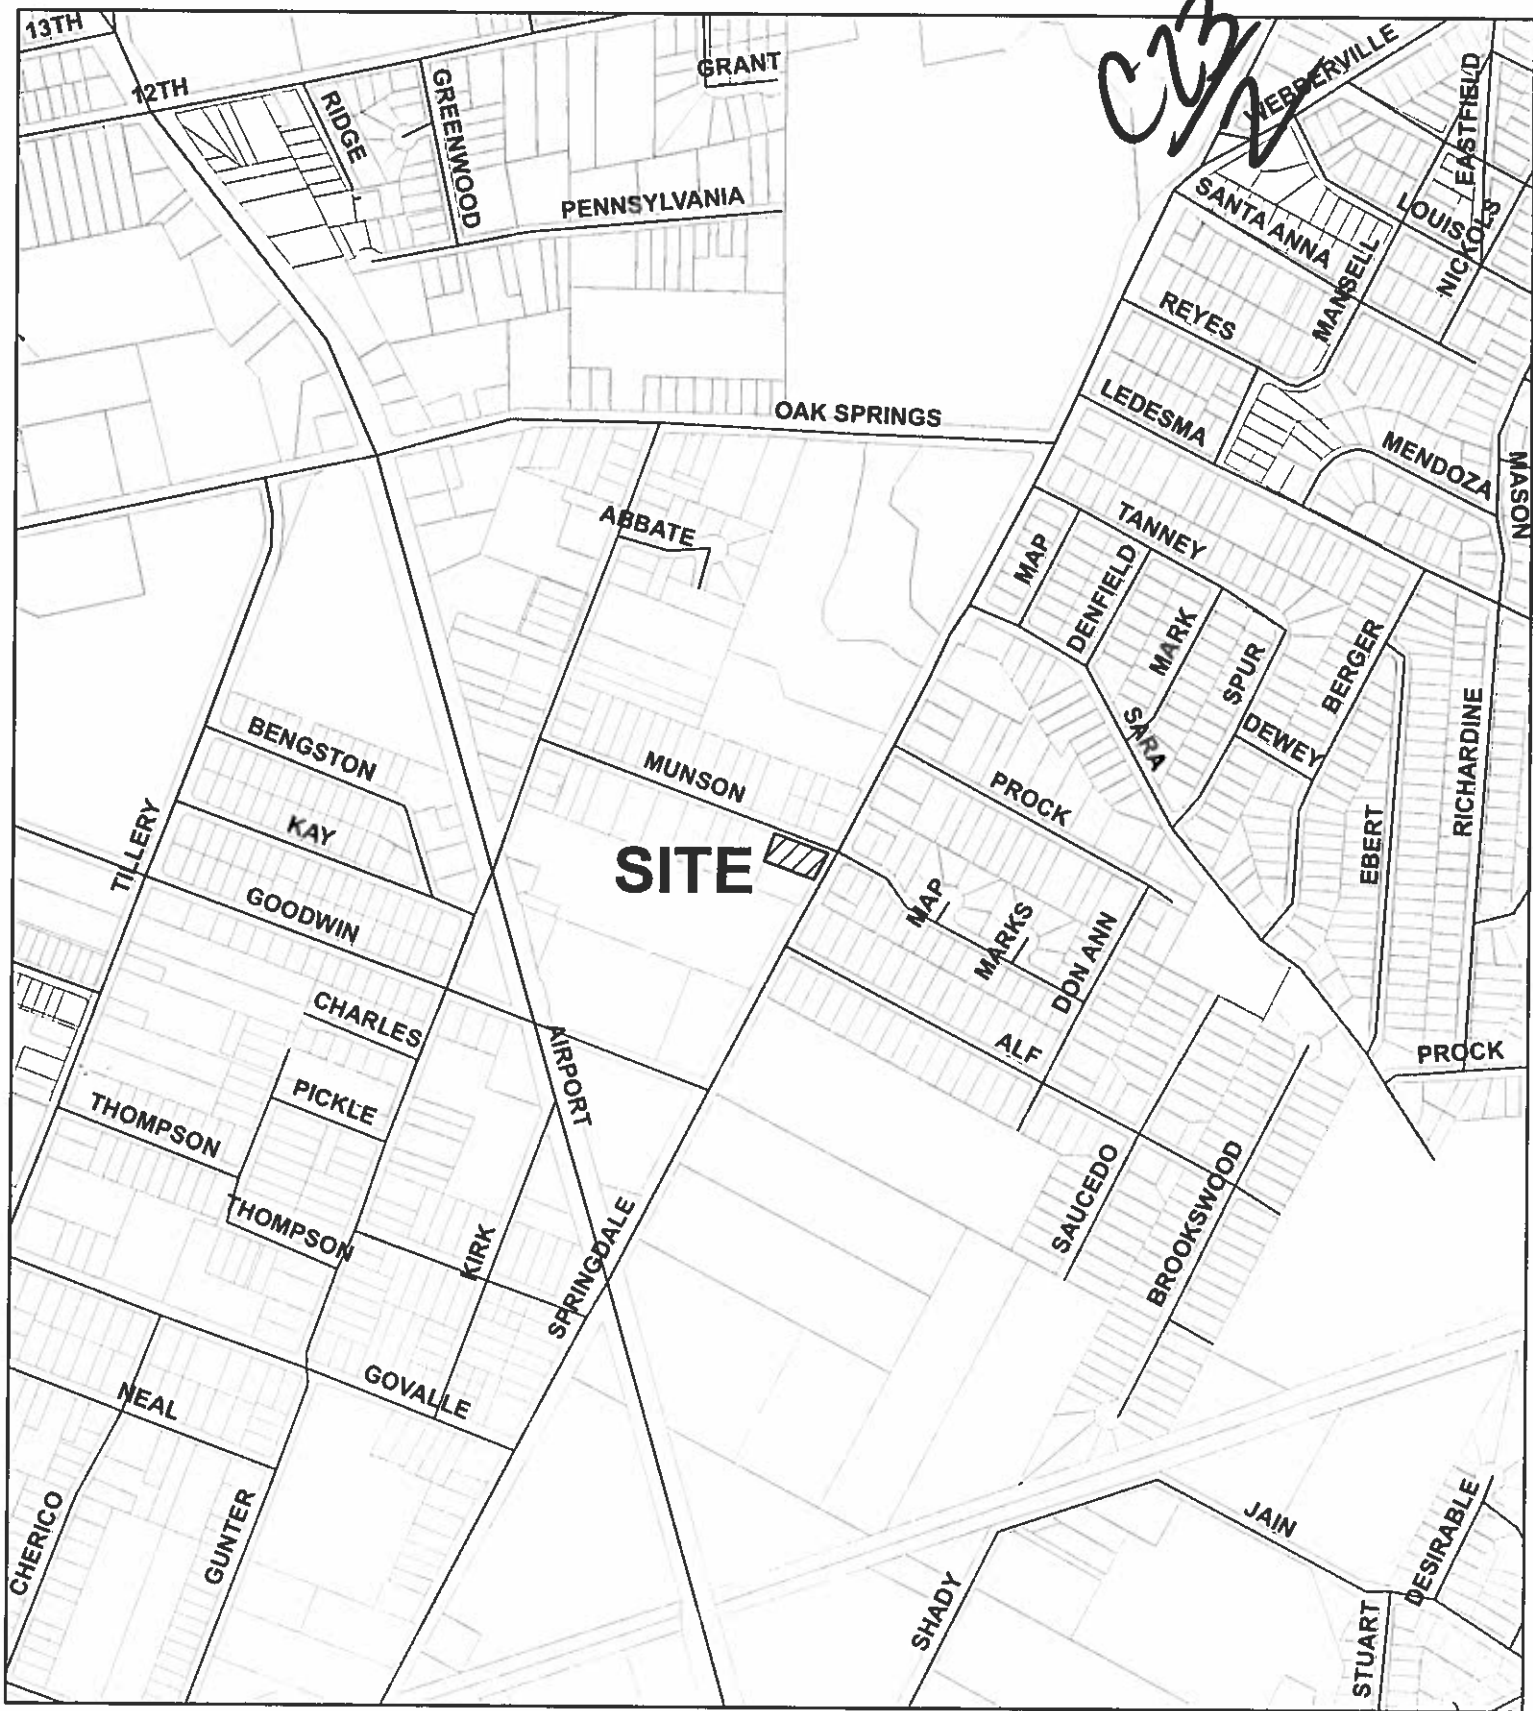 C23/2
13TH
12TH
GRANT
WEBBERVILLE
EASTFIELD
RIDGE
GREENWOOD
PENNSYLVANIA
SANTA ANNA
LOUIS
NICKOLS
MANSELL
REYES
OAK SPRINGS
LEDESMA
MENDOZA
MASON
ABBATE
TANNEY
MAP
DENFIELD
MARK
SPUR
BERGER
SARA
DEWEY
RICHARDINE
BENGSTON
MUNSON
PROCK
KAY
TILLERY
EBERT
SITE
GOODWIN
MAP
MARKS
DON ANN
CHARLES
AIRPORT
ALF
PROCK
PICKLE
THOMPSON
SAUCEDO
BROOKSWOOD
THOMPSON
KIRK
SPRINGDALE
GOVALLE
NEAL
CHERICO
GUNTER
JAIN
DESIRABLE
SHADY
STUART